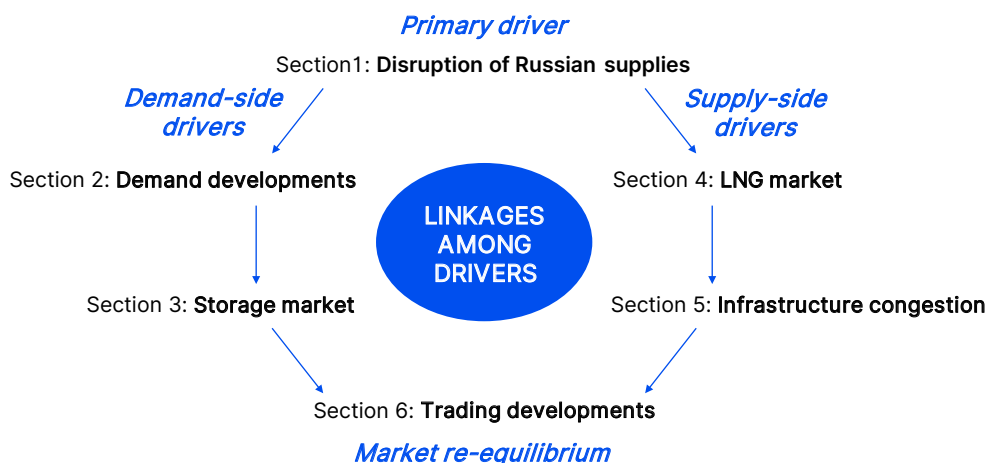 Primary driver
Section1: Disruption of Russian supplies
Demand-side
drivers
Supply-side
drivers
Section 2: Demand developments
Section 4: LNG market
LINKAGES
AMONG
DRIVERS
Section 3: Storage market
Section 5: Infrastructure congestion
Section 6: Trading developments
Market re-equilibrium